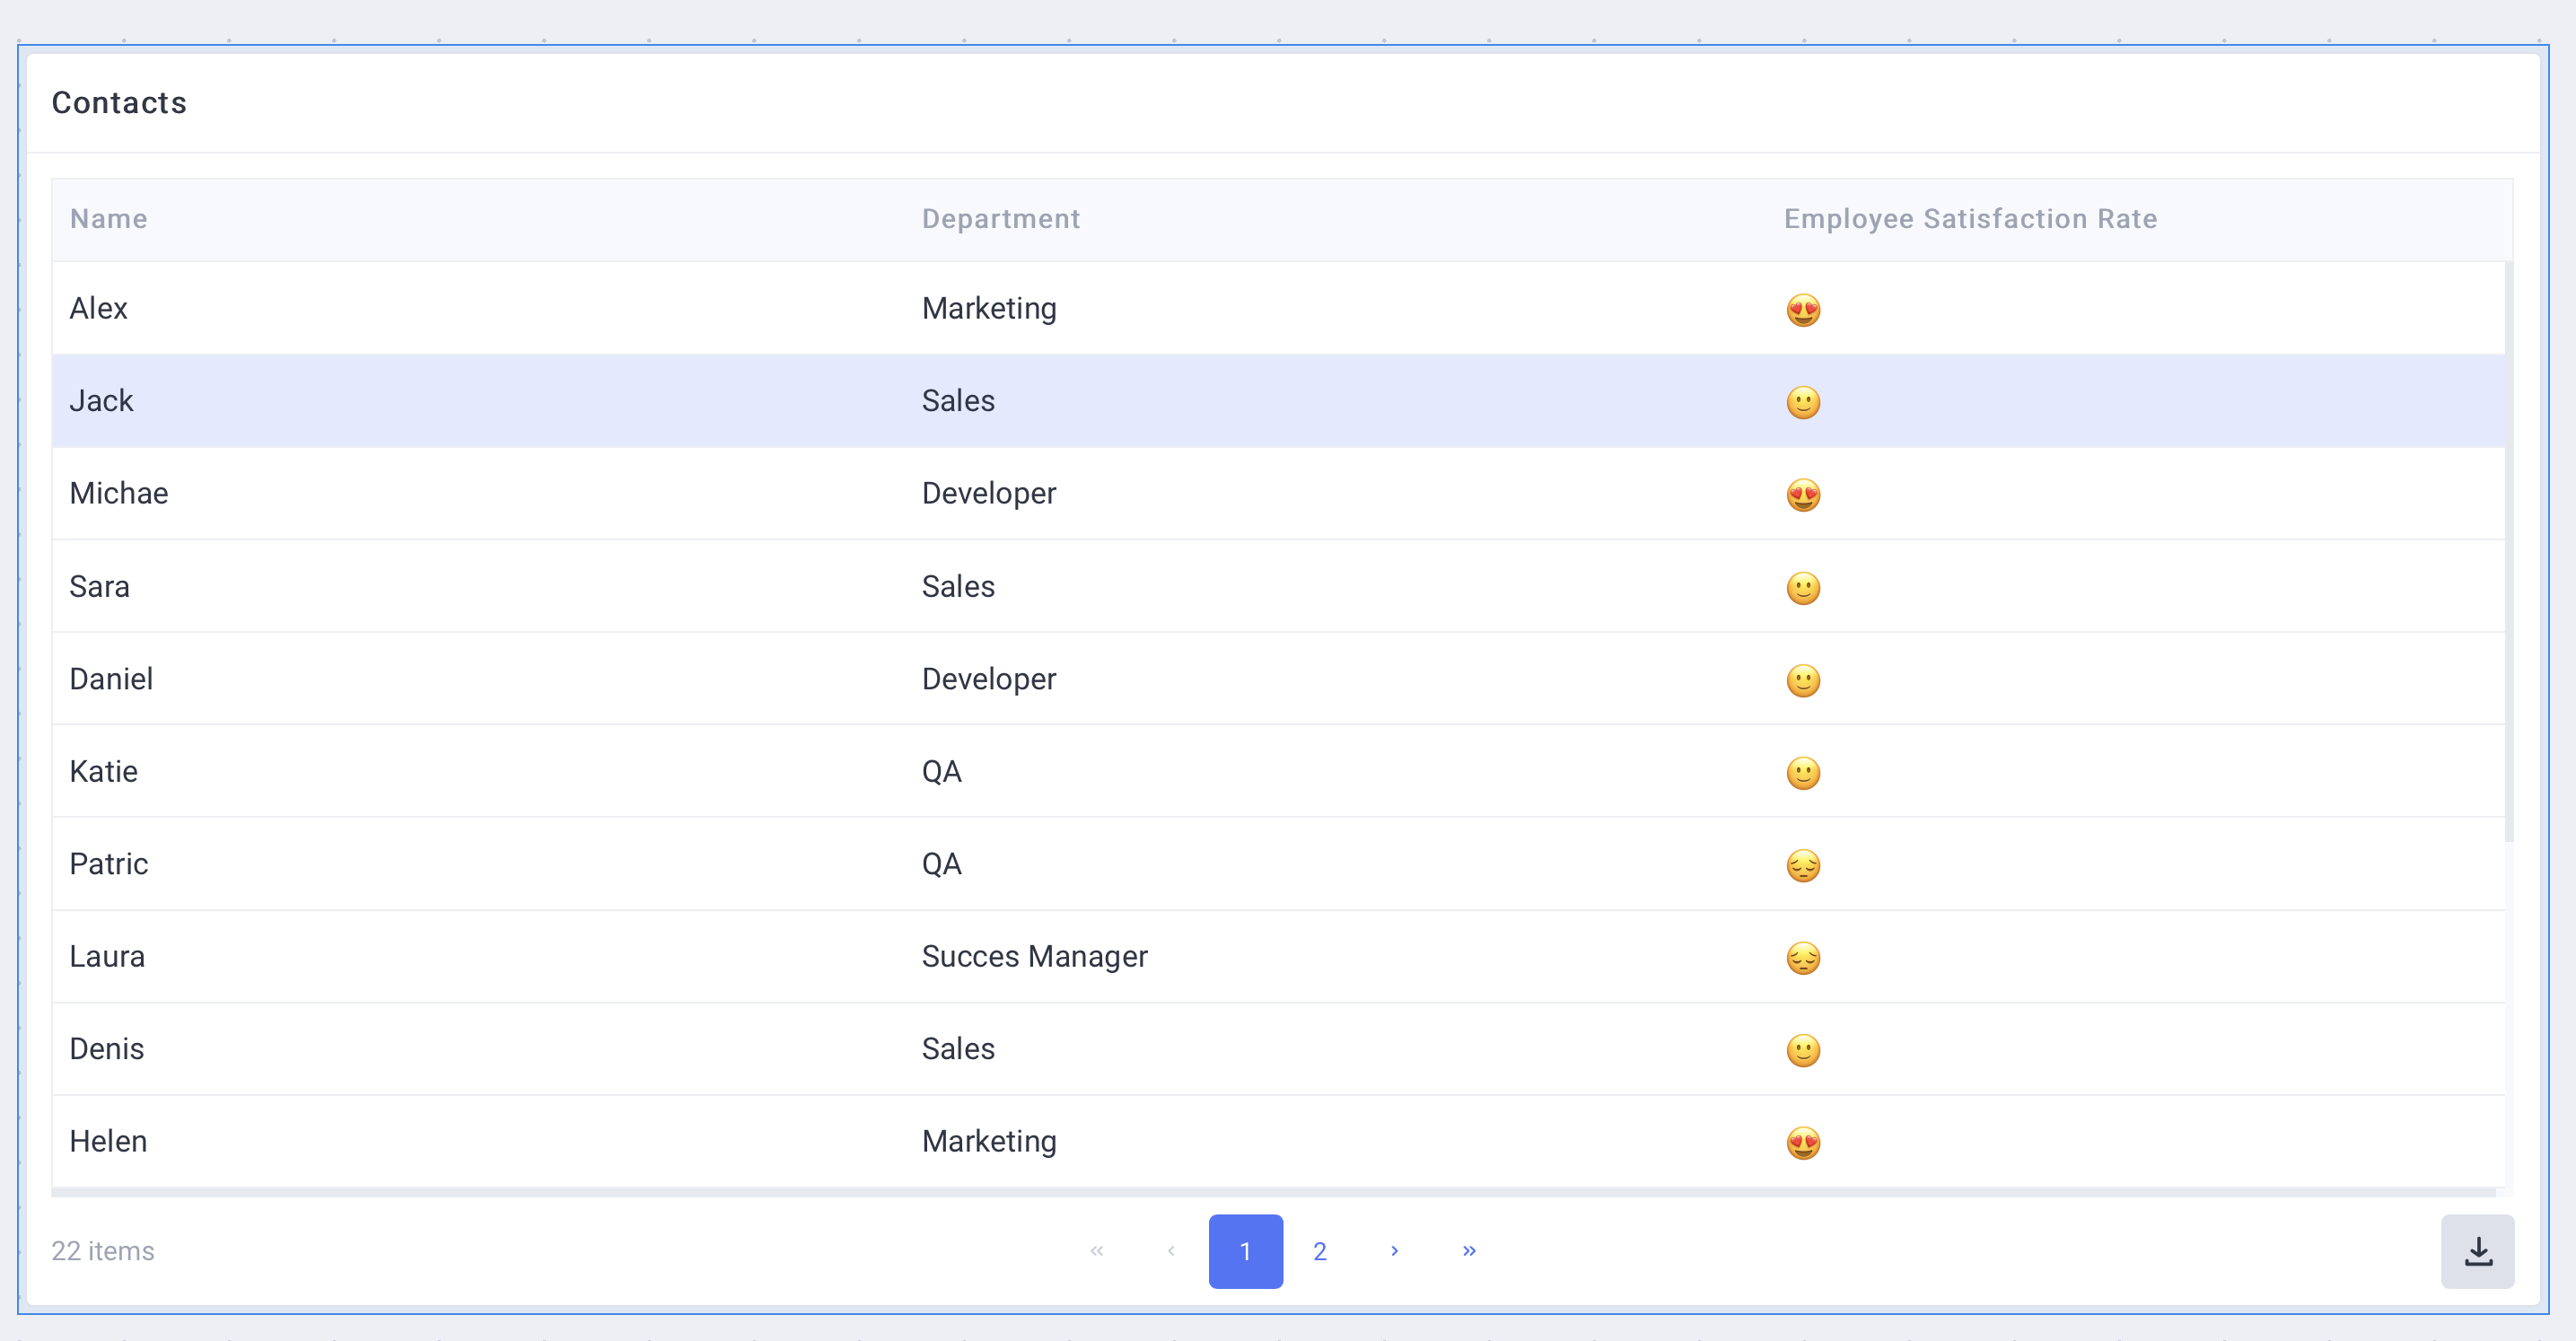 Contacts
Name Department Employee Satisfaction Rate
Alex Marketing 😍
Jack Sales 🙂
Michae Developer 😍
Sara Sales 🙂
Daniel Developer 🙂
Katie QA 🙂
Patric QA 😔
Laura Succes Manager 😔
Denis Sales 🙂
Helen Marketing 😍
22 items « ‹ 1 2 › »